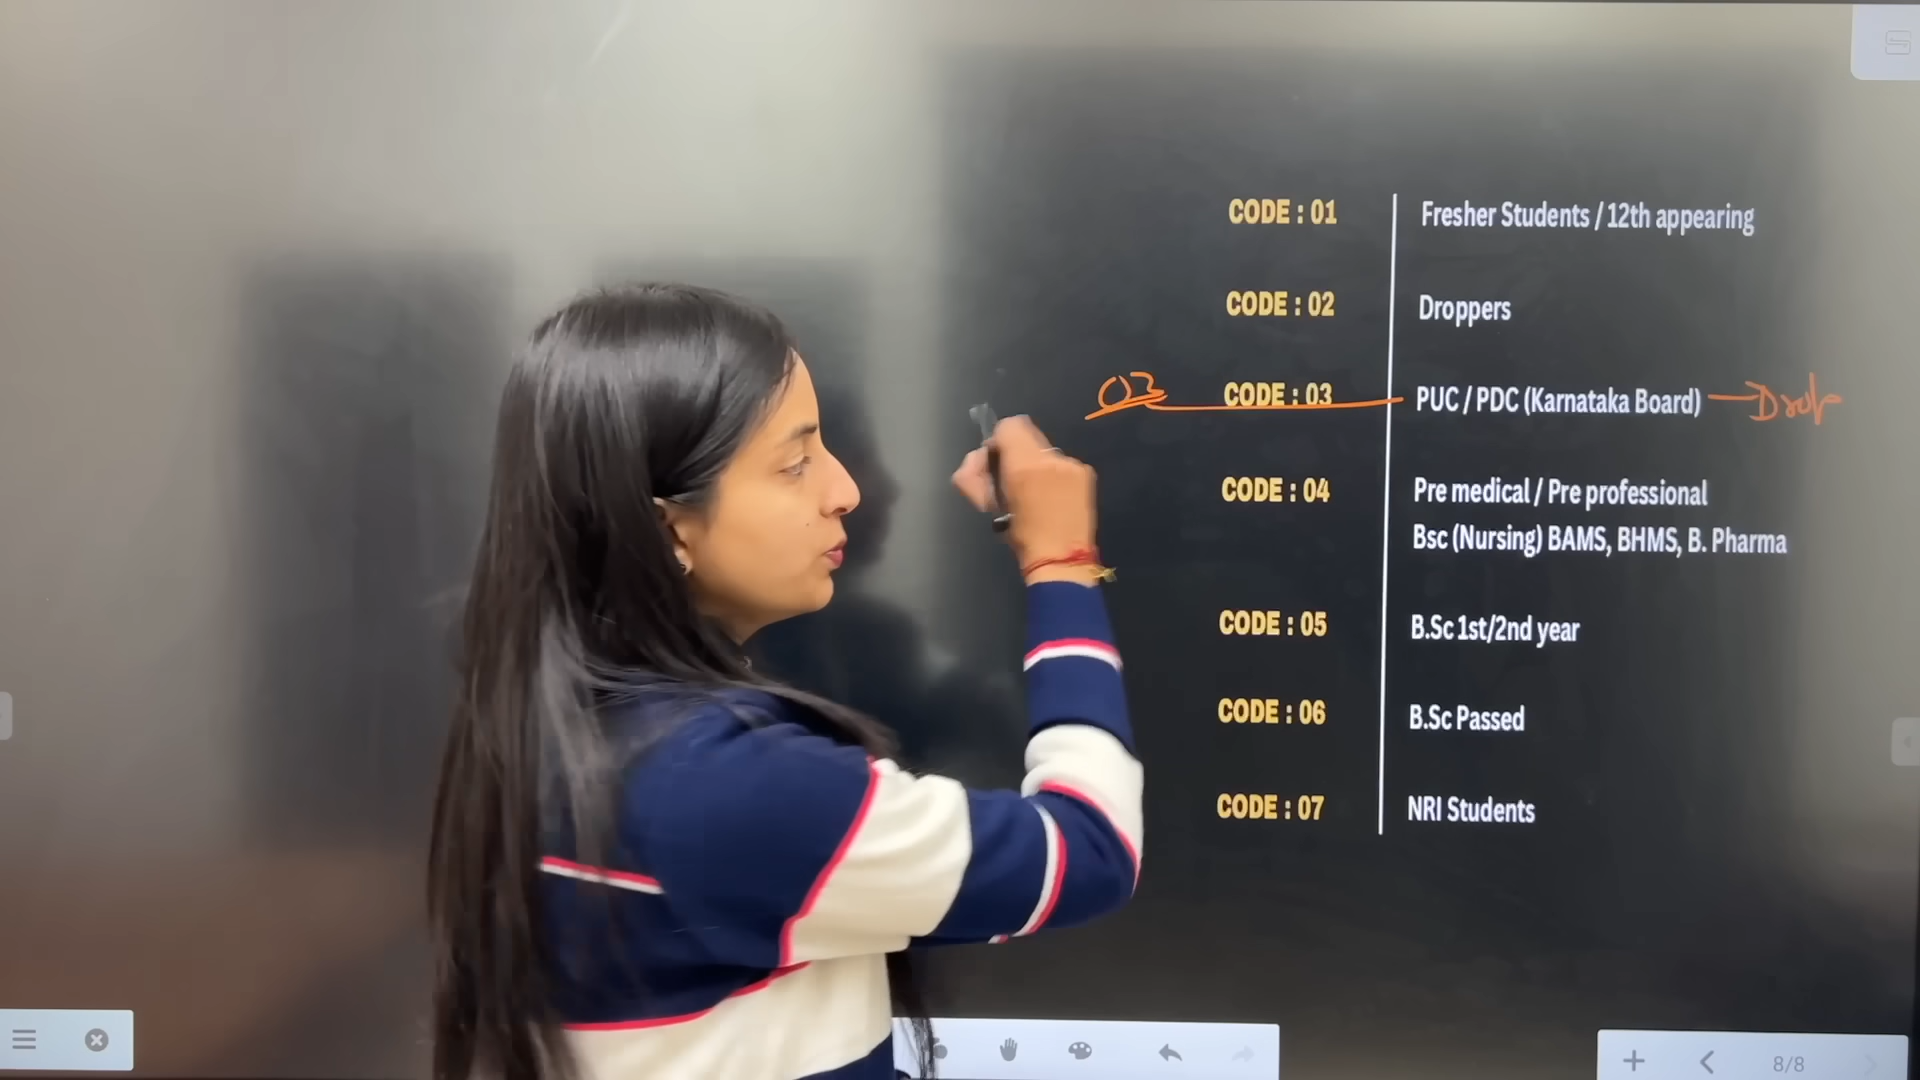 CODE : 01 Fresher Students / 12th appearing
CODE : 02 Droppers
03 CODE : 03 PUC / PDC (Karnataka Board) Drop
CODE : 04 Pre medical / Pre professional
Bsc (Nursing) BAMS, BHMS, B. Pharma
CODE : 05 B.Sc 1st/2nd year
CODE : 06 B.Sc Passed
CODE : 07 NRI Students
8/8